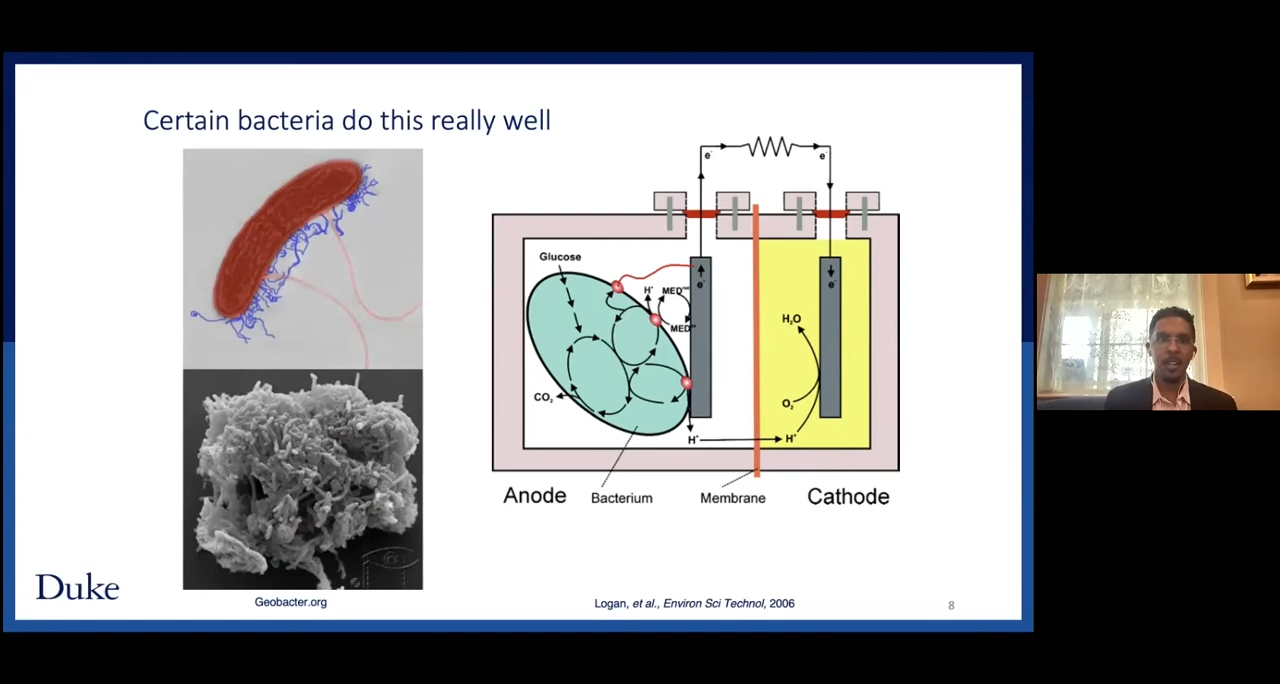 Certain bacteria do this really well
e⁻
e⁻
Glucose
H⁺
MEDʳᵉᵈ
e⁻
e⁻
MED
H₂O
CO₂
O₂
H⁺
H⁺
Anode
Bacterium
Membrane
Cathode
Duke
Geobacter.org
Logan, et al., Environ Sci Technol, 2006
8